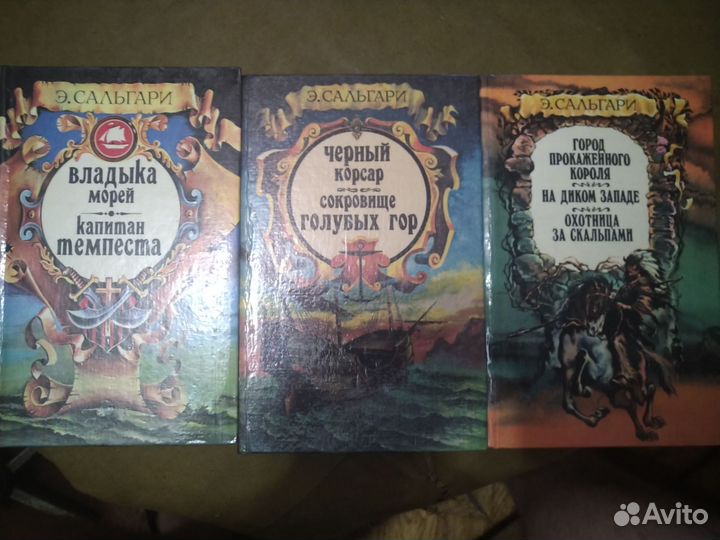 Э. САЛЬГАРИ
ВЛАДЫКА
МОРЕЙ
КАПИТАН
ТЕМПЕСТА
Э. САЛЬГАРИ
ЧЕРНЫЙ
КОРСАР
СОКРОВИЩЕ
ГОЛУБЫХ ГОР
Э. САЛЬГАРИ
ГОРОД
ПРОКАЖЕННОГО
КОРОЛЯ
НА ДИКОМ ЗАПАДЕ
ОХОТНИЦА
ЗА СКАЛЬПАМИ
Avito